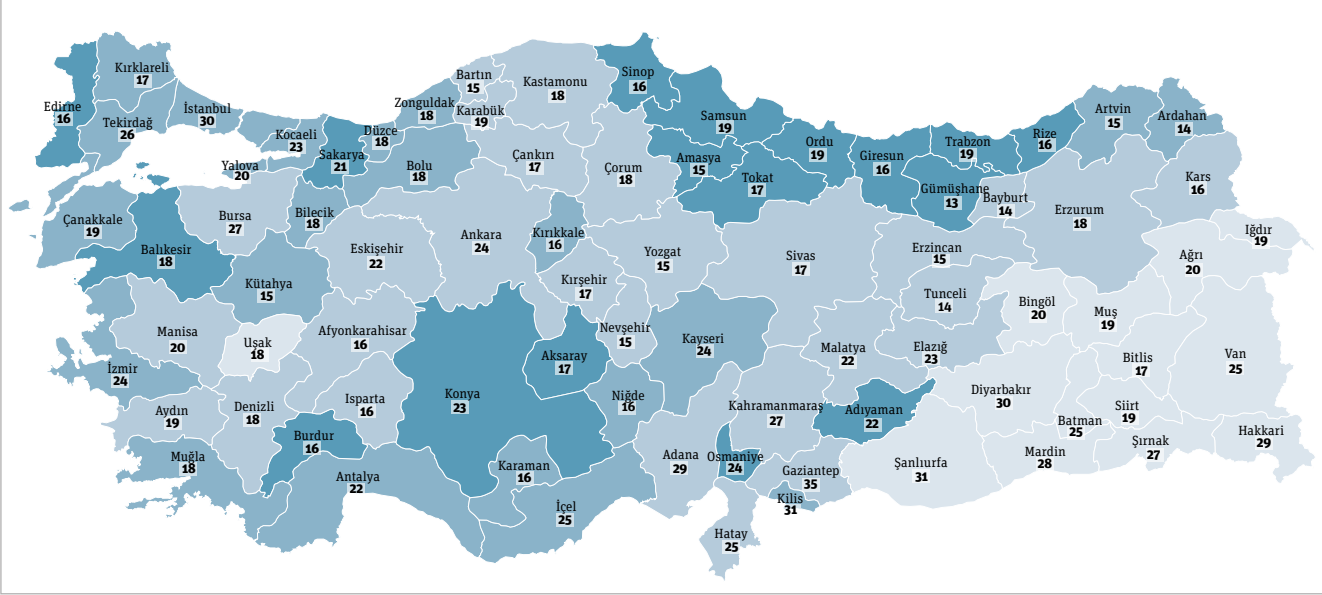 Kırklareli
17
Edirne
16
Tekirdağ
26
İstanbul
30
Kocaeli
23
Yalova
20
Sakarya
21
Düzce
18
Zonguldak
18
Bolu
18
Bartın
15
Karabük
19
Kastamonu
18
Çankırı
17
Sinop
16
Samsun
19
Çorum
18
Amasya
15
Tokat
17
Ordu
19
Giresun
16
Trabzon
19
Gümüşhane
13
Rize
16
Bayburt
14
Artvin
15
Ardahan
14
Kars
16
Erzurum
18
Iğdır
19
Ağrı
20
Çanakkale
19
Balıkesir
18
Bursa
27
Bilecik
18
Kütahya
15
Eskişehir
22
Ankara
24
Kırıkkale
16
Kırşehir
17
Yozgat
15
Sivas
17
Erzincan
15
Tunceli
14
Bingöl
20
Muş
19
Bitlis
17
Van
25
Manisa
20
Uşak
18
Afyonkarahisar
16
İzmir
24
Aydın
19
Denizli
18
Isparta
16
Burdur
16
Muğla
18
Antalya
22
Konya
23
Aksaray
17
Nevşehir
15
Niğde
16
Kayseri
24
Karaman
16
İçel
25
Adana
29
Osmaniye
24
Hatay
25
Kahramanmaraş
27
Gaziantep
35
Kilis
31
Malatya
22
Elazığ
23
Adıyaman
22
Şanlıurfa
31
Diyarbakır
30
Mardin
28
Batman
25
Siirt
19
Şırnak
27
Hakkari
29